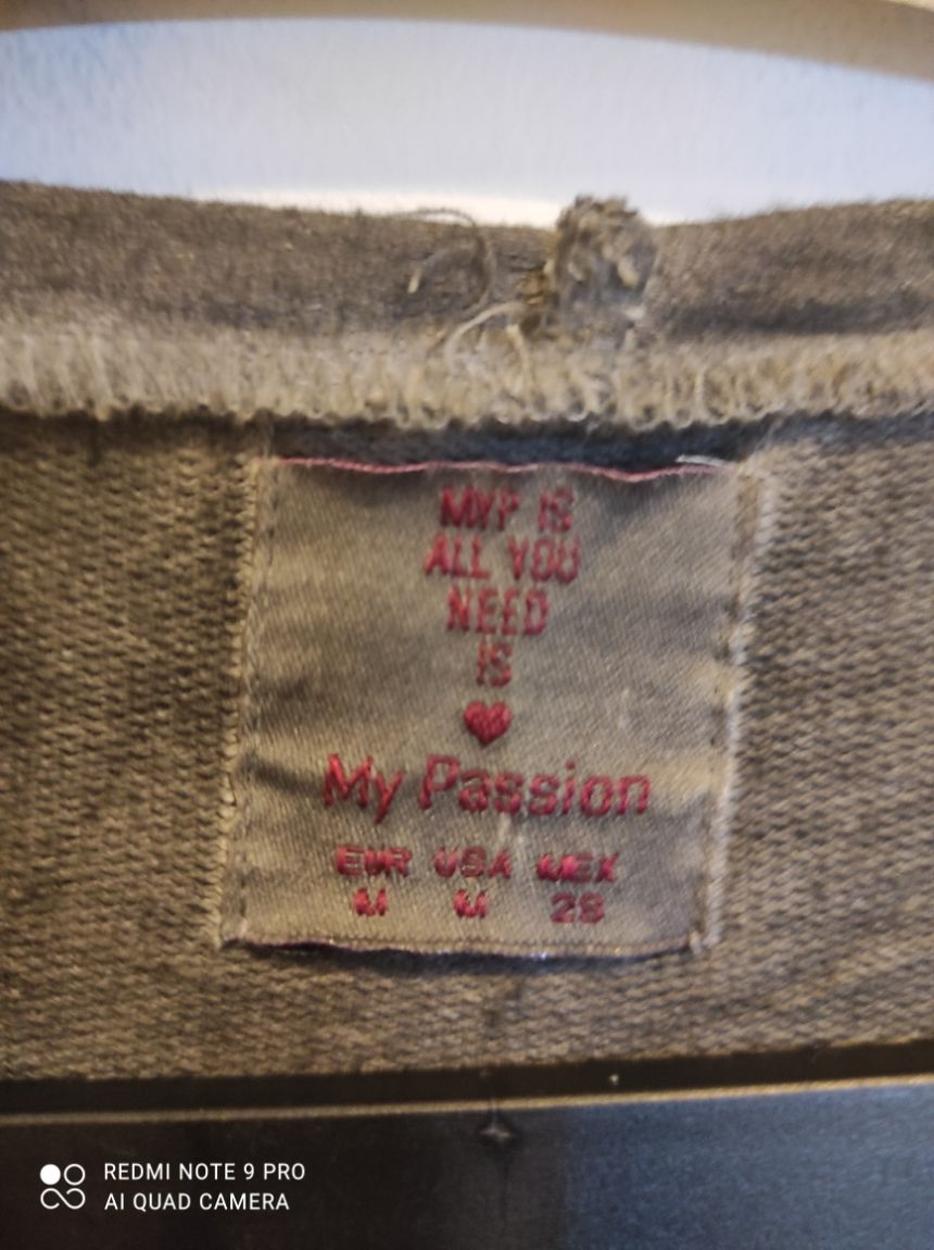 MYP IS
ALL YOU
NEED
IS
My Passion
EUR USA MEX
M M 28
REDMI NOTE 9 PRO
AI QUAD CAMERA